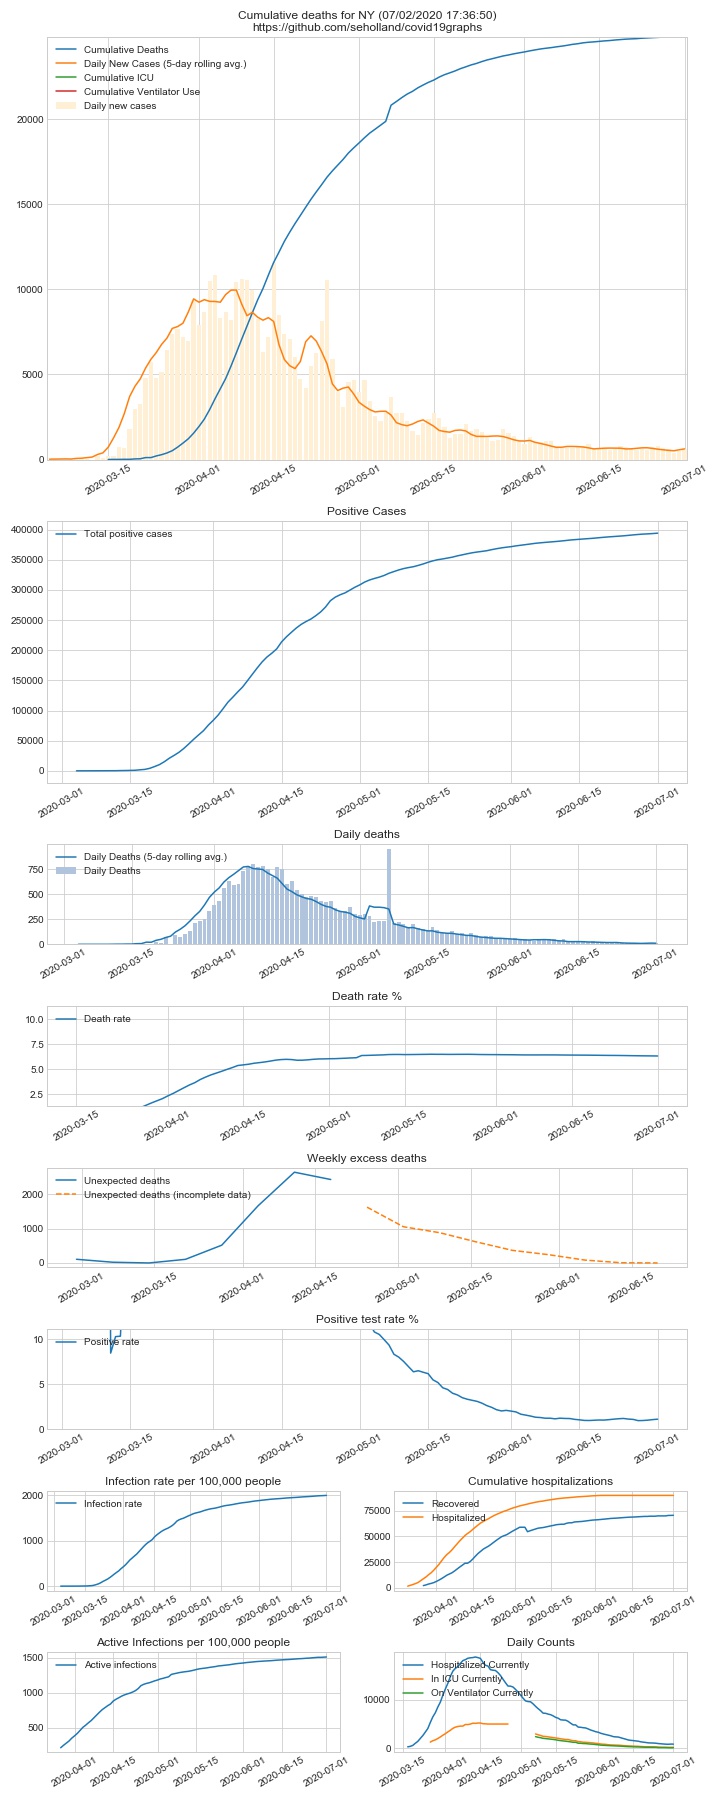 Cumulative deaths for NY (07/02/2020 17:36:50)
https://github.com/seholland/covid19graphs
Cumulative Deaths
Daily New Cases (5-day rolling avg.)
Cumulative ICU
Cumulative Ventilator Use
Daily new cases
20000
15000
10000
5000
0
2020-03-15 2020-04-01 2020-04-15 2020-05-01 2020-05-15 2020-06-01 2020-06-15 2020-07-01
Positive Cases
Total positive cases
400000
350000
300000
250000
200000
150000
100000
50000
0
2020-03-01 2020-03-15 2020-04-01 2020-04-15 2020-05-01 2020-05-15 2020-06-01 2020-06-15 2020-07-01
Daily deaths
Daily Deaths (5-day rolling avg.)
Daily Deaths
750
500
250
0
2020-03-01 2020-03-15 2020-04-01 2020-04-15 2020-05-01 2020-05-15 2020-06-01 2020-06-15 2020-07-01
Death rate %
Death rate
10.0
7.5
5.0
2.5
2020-03-15 2020-04-01 2020-04-15 2020-05-01 2020-05-15 2020-06-01 2020-06-15 2020-07-01
Weekly excess deaths
Unexpected deaths
Unexpected deaths (incomplete data)
2000
1000
0
2020-03-01 2020-03-15 2020-04-01 2020-04-15 2020-05-01 2020-05-15 2020-06-01 2020-06-15
Positive test rate %
Positive rate
10
5
0
2020-03-01 2020-03-15 2020-04-01 2020-04-15 2020-05-01 2020-05-15 2020-06-01 2020-06-15 2020-07-01
Infection rate per 100,000 people
Infection rate
2000
1000
0
2020-03-01 2020-03-15 2020-04-01 2020-04-15 2020-05-01 2020-05-15 2020-06-01 2020-06-15 2020-07-01
Cumulative hospitalizations
Recovered
Hospitalized
75000
50000
25000
0
2020-04-01 2020-04-15 2020-05-01 2020-05-15 2020-06-01 2020-06-15 2020-07-01
Active Infections per 100,000 people
Active infections
1500
1000
500
2020-04-01 2020-04-15 2020-05-01 2020-05-15 2020-06-01 2020-06-15 2020-07-01
Daily Counts
Hospitalized Currently
In ICU Currently
On Ventilator Currently
10000
0
2020-03-15 2020-04-01 2020-04-15 2020-05-01 2020-05-15 2020-06-01 2020-06-15 2020-07-01